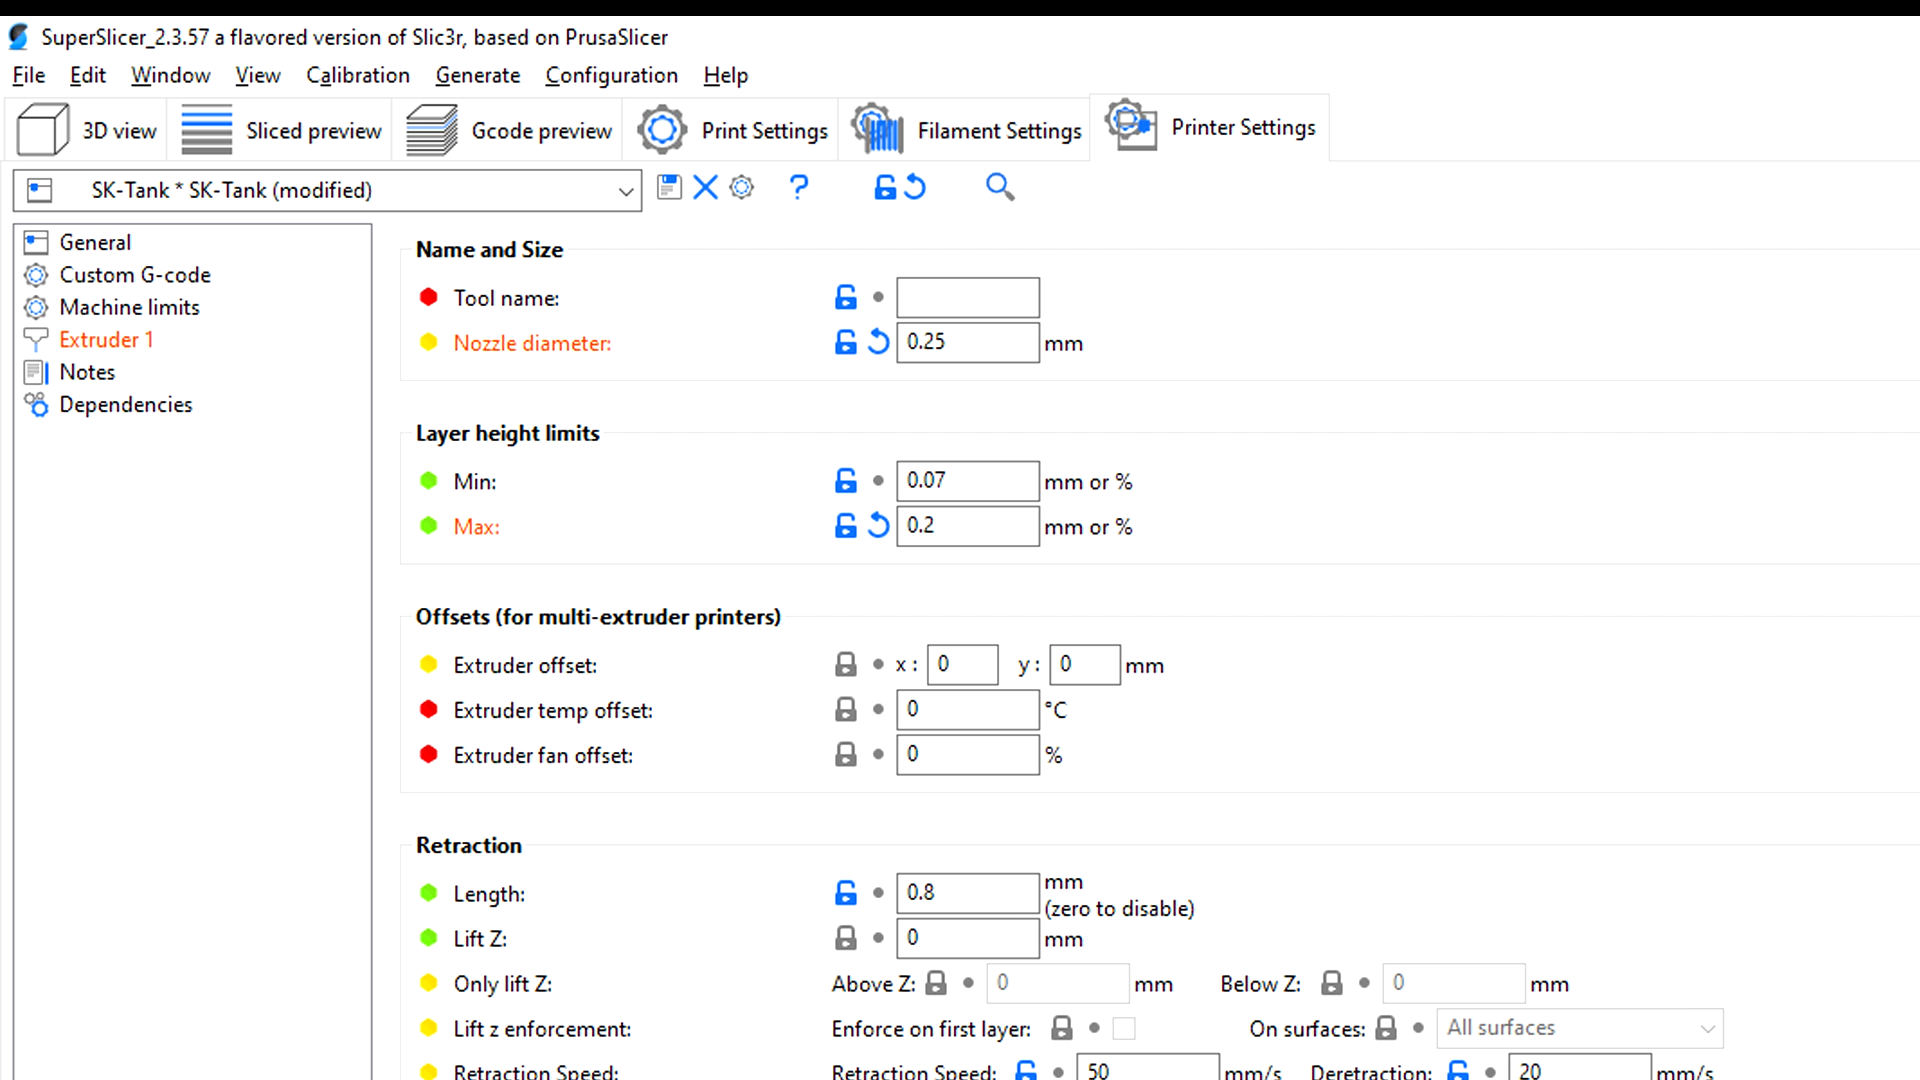 SuperSlicer_2.3.57 a flavored version of Slic3r, based on PrusaSlicer
File Edit Window View Calibration Generate Configuration Help
3D view Sliced preview Gcode preview Print Settings Filament Settings Printer Settings
SK-Tank * SK-Tank (modified)
General
Custom G-code
Machine limits
Extruder 1
Notes
Dependencies
Name and Size
Tool name:
Nozzle diameter: 0.25 mm
Layer height limits
Min: 0.07 mm or %
Max: 0.2 mm or %
Offsets (for multi-extruder printers)
Extruder offset: x : 0 y : 0 mm
Extruder temp offset: 0 °C
Extruder fan offset: 0 %
Retraction
Length: 0.8 mm
(zero to disable)
Lift Z: 0 mm
Only lift Z: Above Z: 0 mm Below Z: 0 mm
Lift z enforcement: Enforce on first layer: On surfaces: All surfaces
Retraction Speed: Retraction Speed: 50 mm/s Deretraction: 20 mm/s